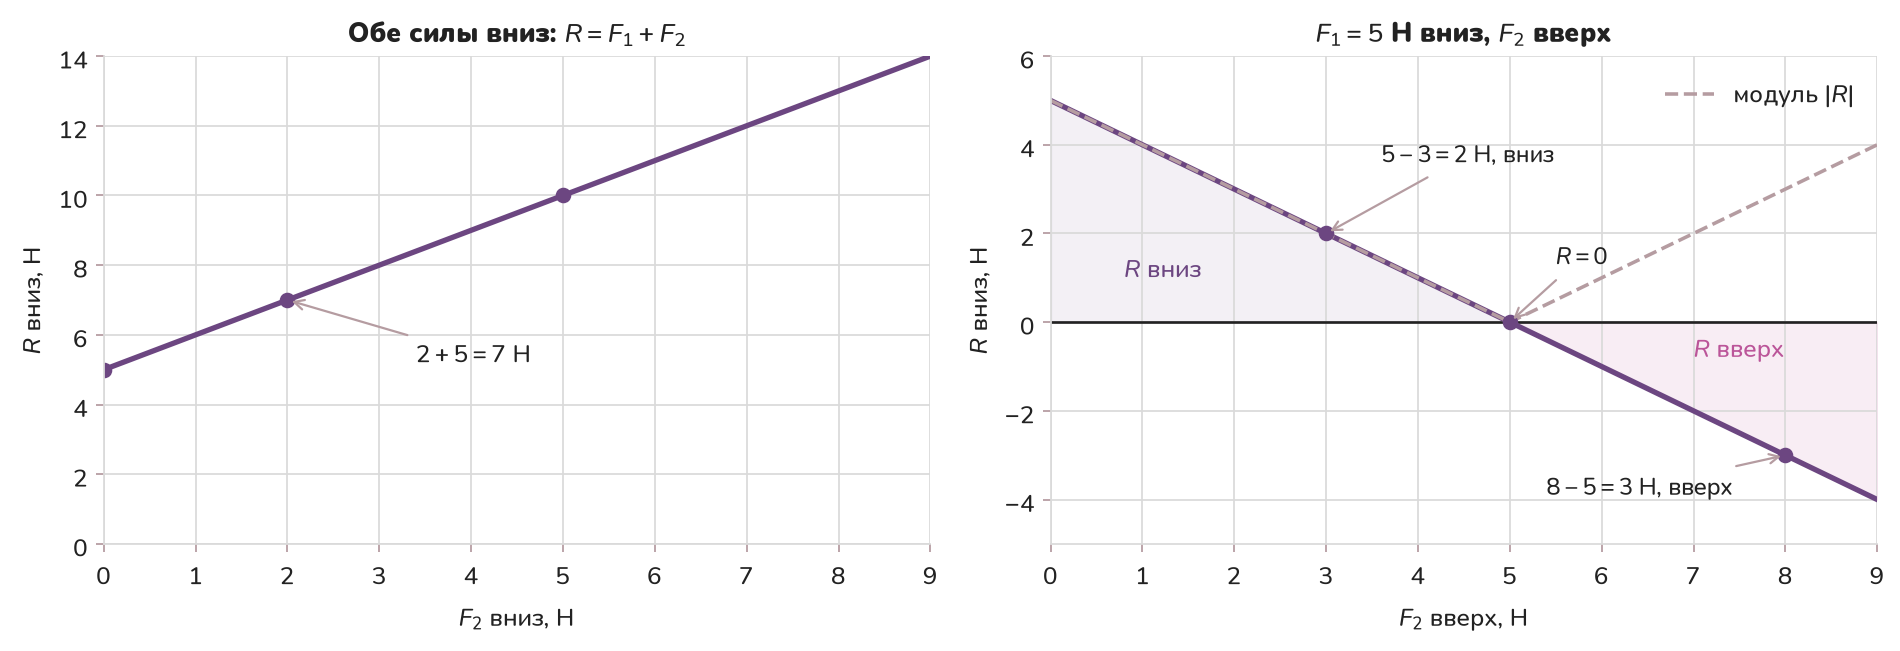 Обе силы вниз: R = F₁ + F₂
14
12
10
8
6
4
2
0
R вниз, Н
2 + 5 = 7 Н
0 1 2 3 4 5 6 7 8 9
F₂ вниз, Н
F₁ = 5 Н вниз, F₂ вверх
6
4
2
0
−2
−4
R вниз, Н
модуль |R|
5 − 3 = 2 Н, вниз
R = 0
R вниз
R вверх
8 − 5 = 3 Н, вверх
0 1 2 3 4 5 6 7 8 9
F₂ вверх, Н